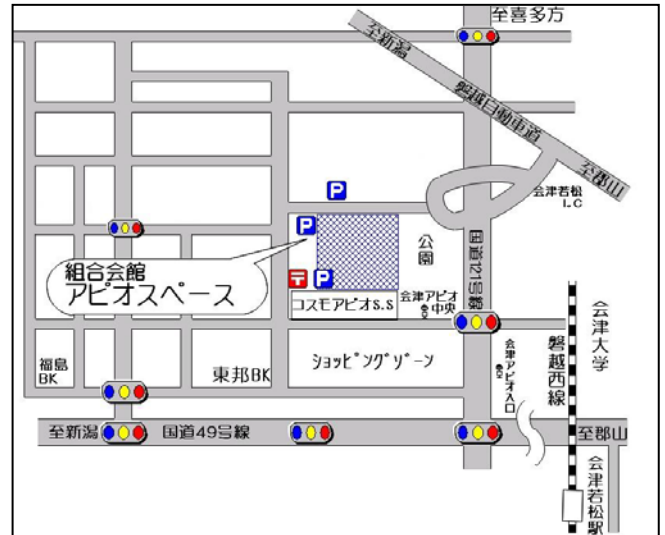 至喜多方
至新潟
磐越自動車道
至郡山
会津若松
I.C
P
P
公園
国道121号線
組合会館
アピオスペース
〒
P
コスモアピオS.S
会津アピオ
中央
会津大学
磐越西線
会津アピオ入口
福島
BK
東邦BK
ショッピングゾーン
至新潟
国道49号線
至郡山
会津若松駅